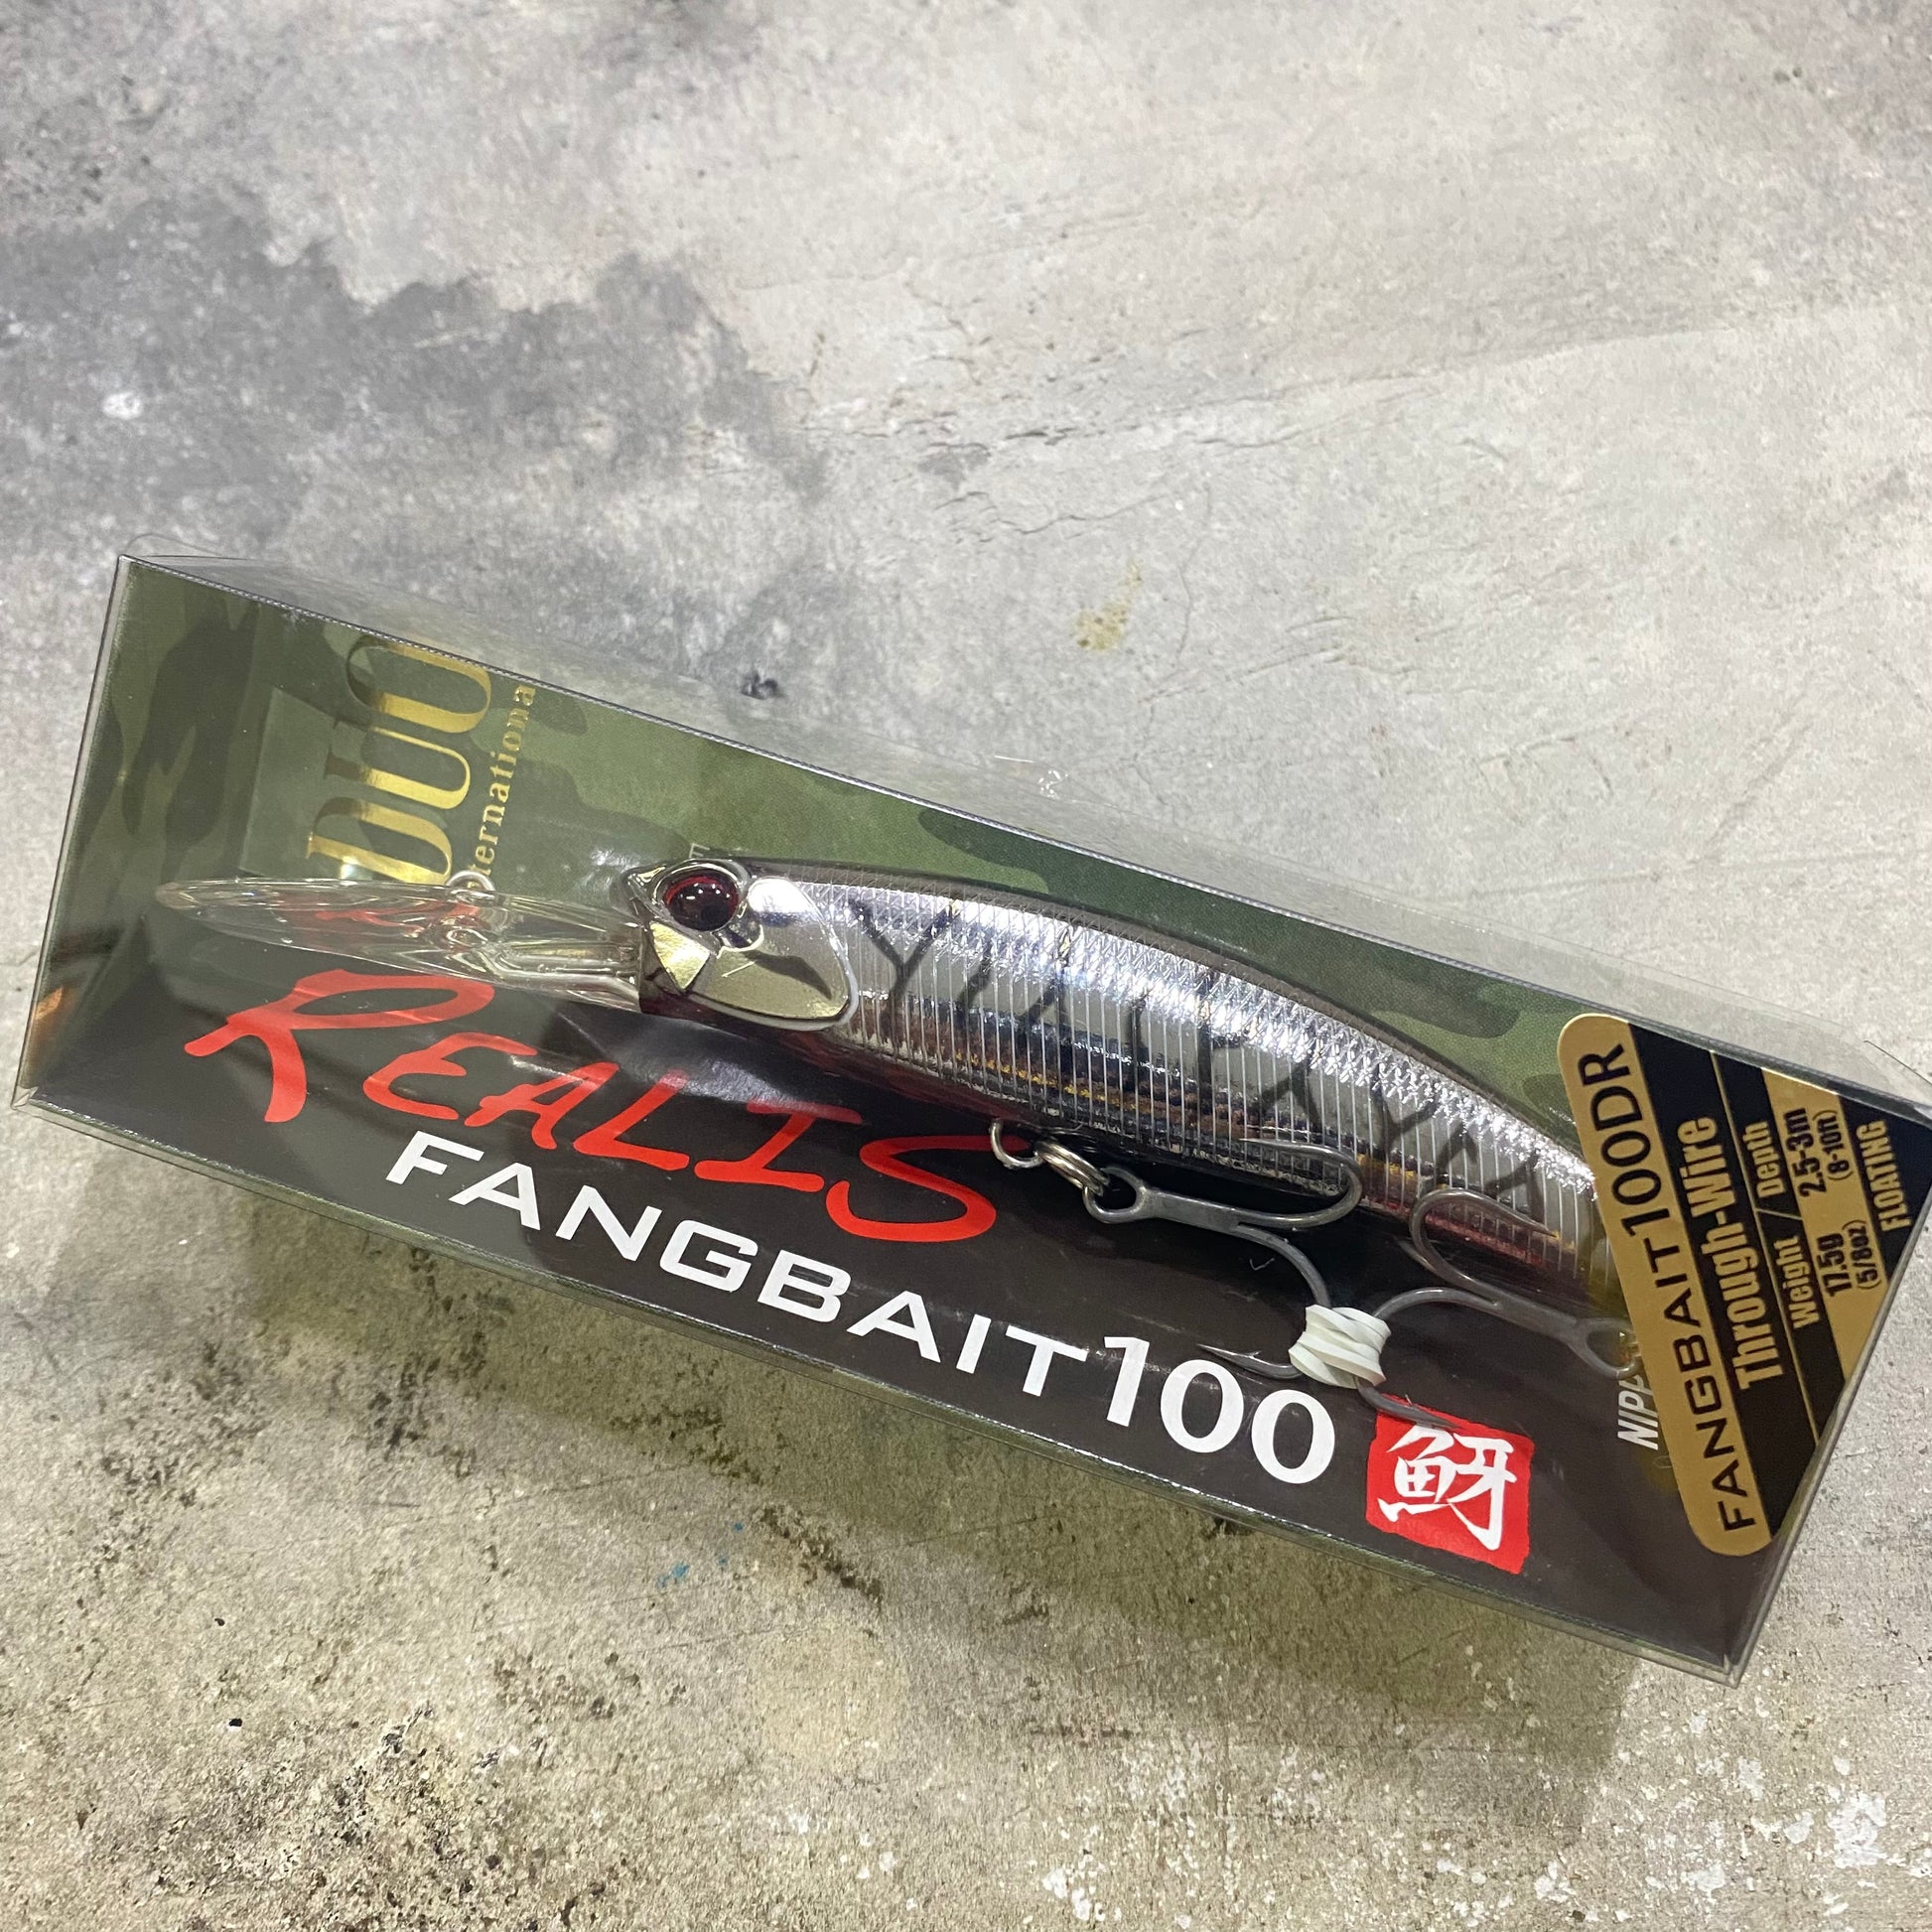 DUO
International
REALIS
FANGBAIT100
魽
FANGBAIT100DR
Through-Wire
Weight / Depth
17.5g 2.5-3m
(5/8oz) (8-10ft)
FLOATING